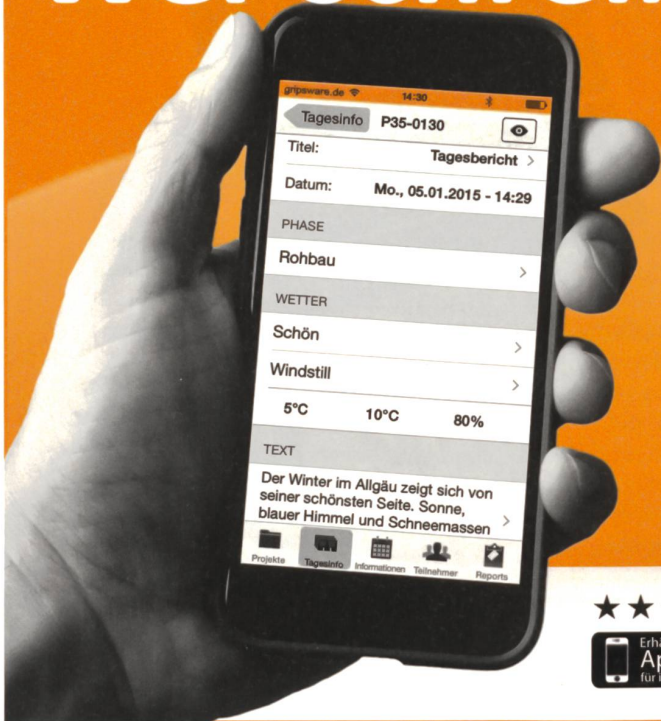 gripsware.de 14:30
Tagesinfo P35-0130
Titel: Tagesbericht >
Datum: Mo., 05.01.2015 - 14:29
PHASE
Rohbau >
WETTER
Schön >
Windstill >
5°C 10°C 80%
TEXT
Der Winter im Allgäu zeigt sich von
seiner schönsten Seite. Sonne,
blauer Himmel und Schneemassen >
Projekte Tagesinfo Informationen Teilnehmer Reports